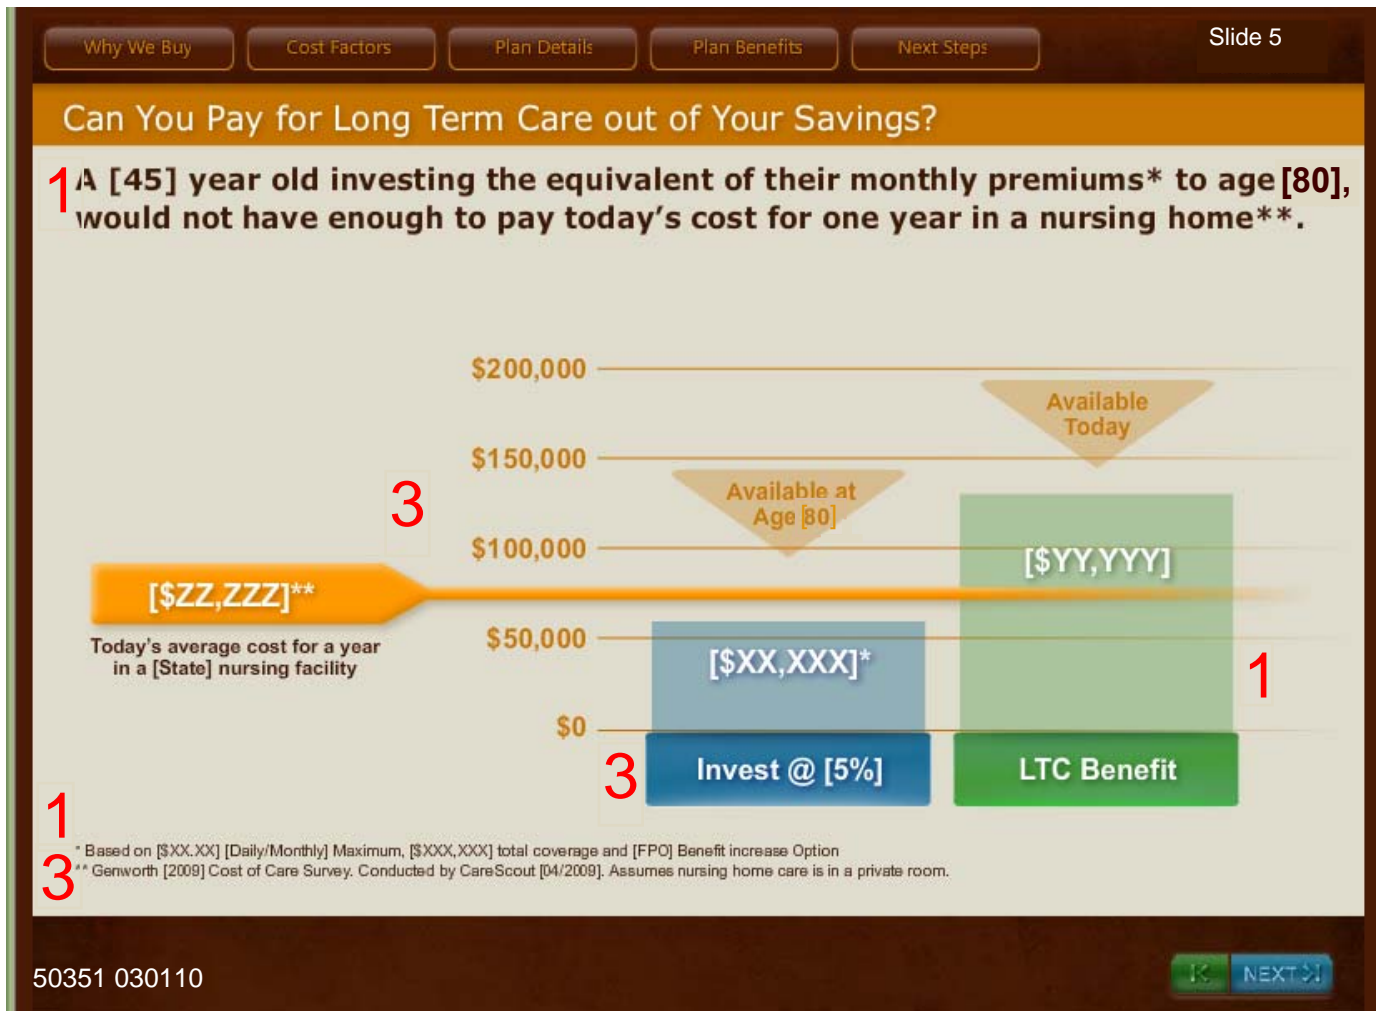 Why We Buy
Cost Factors
Plan Details
Plan Benefits
Next Steps
Slide 5
Can You Pay for Long Term Care out of Your Savings?
1
A [45] year old investing the equivalent of their monthly premiums* to age [80],
would not have enough to pay today's cost for one year in a nursing home**.
$200,000
Available
Today
$150,000
3
Available at
Age [80]
$100,000
[$YY,YYY]
[$ZZ,ZZZ]**
Today's average cost for a year
in a [State] nursing facility
$50,000
[$XX,XXX]*
1
$0
3
Invest @ [5%]
LTC Benefit
1
* Based on [$XX.XX] [Daily/Monthly] Maximum, [$XXX,XXX] total coverage and [FPO] Benefit increase Option
3
** Genworth [2009] Cost of Care Survey. Conducted by CareScout [04/2009]. Assumes nursing home care is in a private room.
50351 030110
NEXT